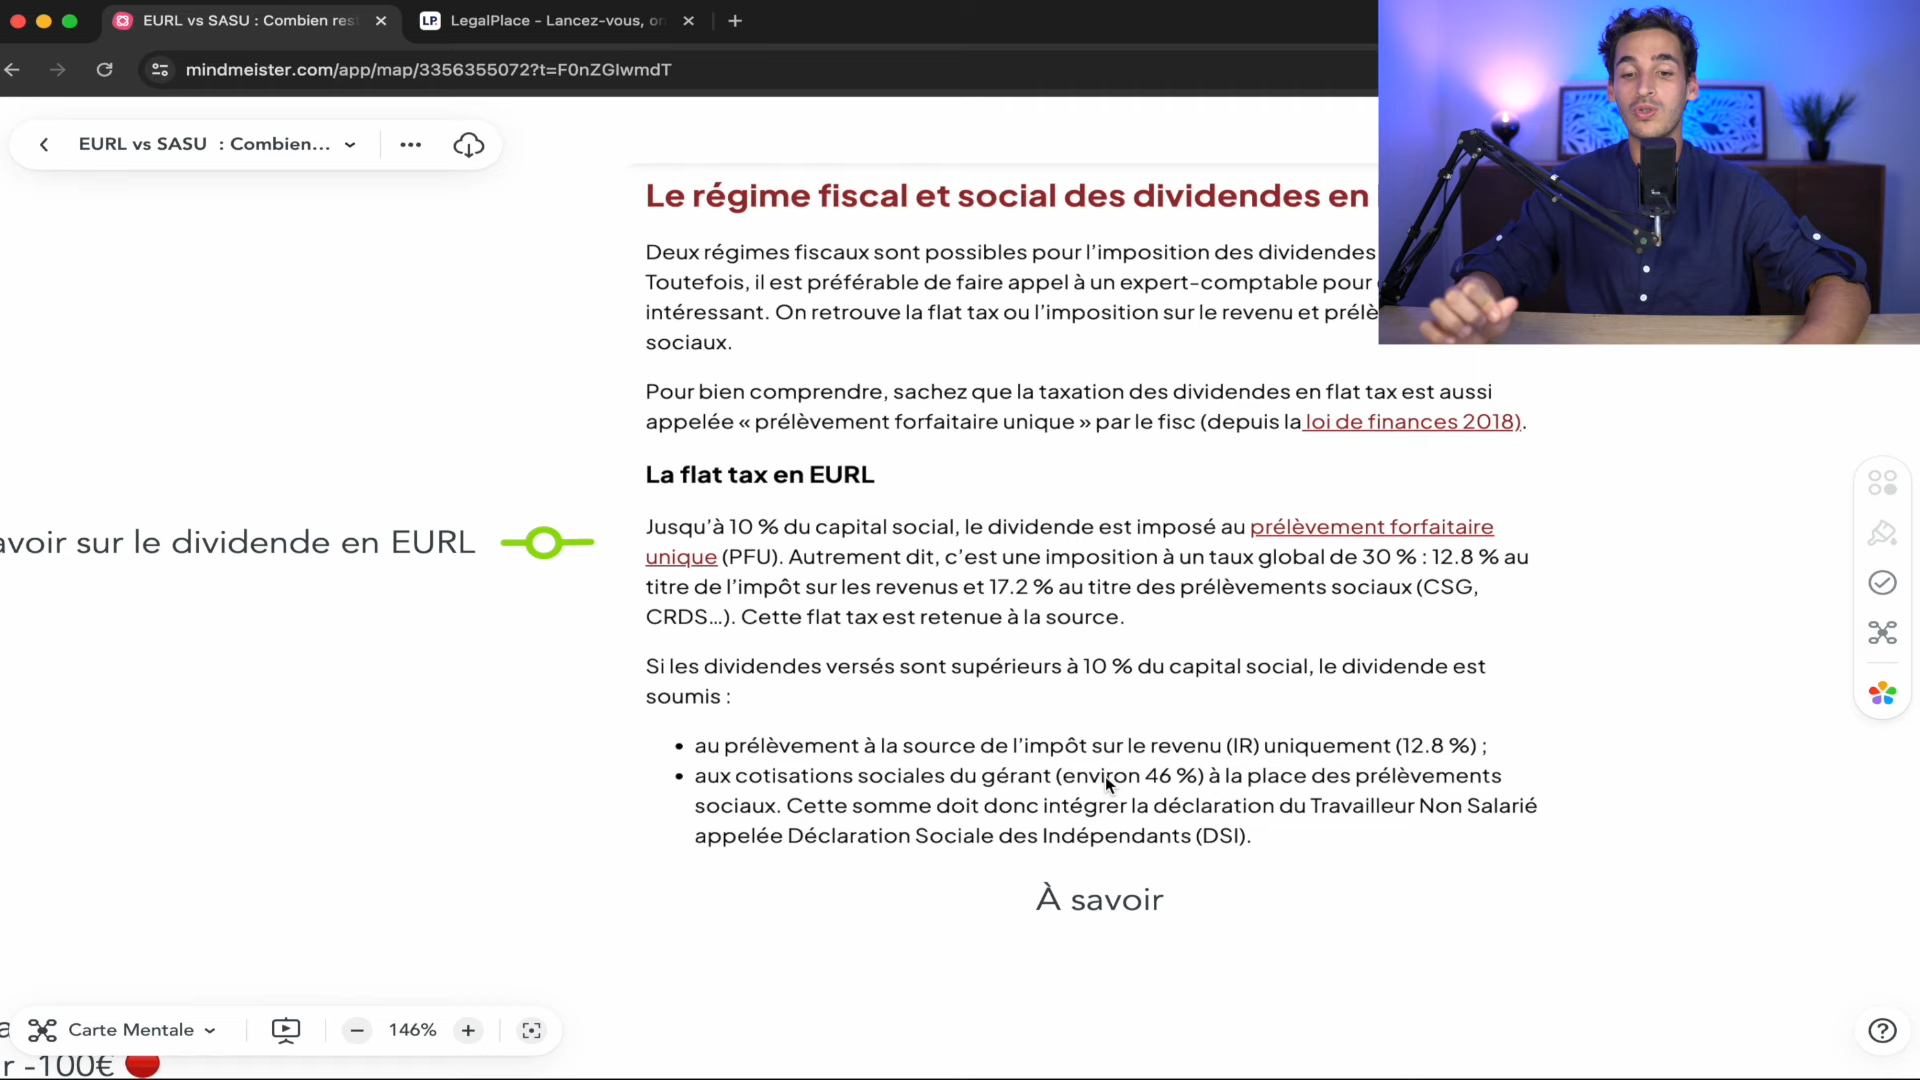 EURL vs SASU : Combien res
LegalPlace - Lancez-vous, o
mindmeister.com/app/map/3356355072?t=F0nZGlwmdT
EURL vs SASU : Combien...
Le régime fiscal et social des dividendes en
Deux régimes fiscaux sont possibles pour l'imposition des dividendes
Toutefois, il est préférable de faire appel à un expert-comptable pour
intéressant. On retrouve la flat tax ou l'imposition sur le revenu et prélè
sociaux.
Pour bien comprendre, sachez que la taxation des dividendes en flat tax est aussi
appelée « prélèvement forfaitaire unique » par le fisc (depuis la loi de finances 2018).
La flat tax en EURL
Jusqu'à 10 % du capital social, le dividende est imposé au prélèvement forfaitaire
unique (PFU). Autrement dit, c'est une imposition à un taux global de 30 % : 12.8 % au
titre de l'impôt sur les revenus et 17.2 % au titre des prélèvements sociaux (CSG,
CRDS...). Cette flat tax est retenue à la source.
Si les dividendes versés sont supérieurs à 10 % du capital social, le dividende est
soumis :
• au prélèvement à la source de l'impôt sur le revenu (IR) uniquement (12.8 %) ;
• aux cotisations sociales du gérant (environ 46 %) à la place des prélèvements
sociaux. Cette somme doit donc intégrer la déclaration du Travailleur Non Salarié
appelée Déclaration Sociale des Indépendants (DSI).
avoir sur le dividende en EURL
À savoir
Carte Mentale
146%
r -100€